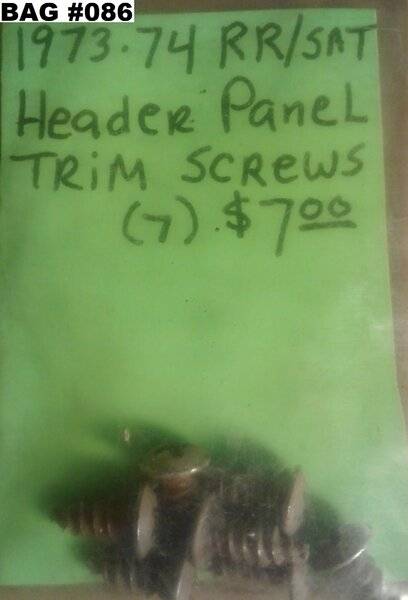 BAG #086
1973.74 RR/SAT
Header Panel
TRiM SCREWS
(7). $7.00